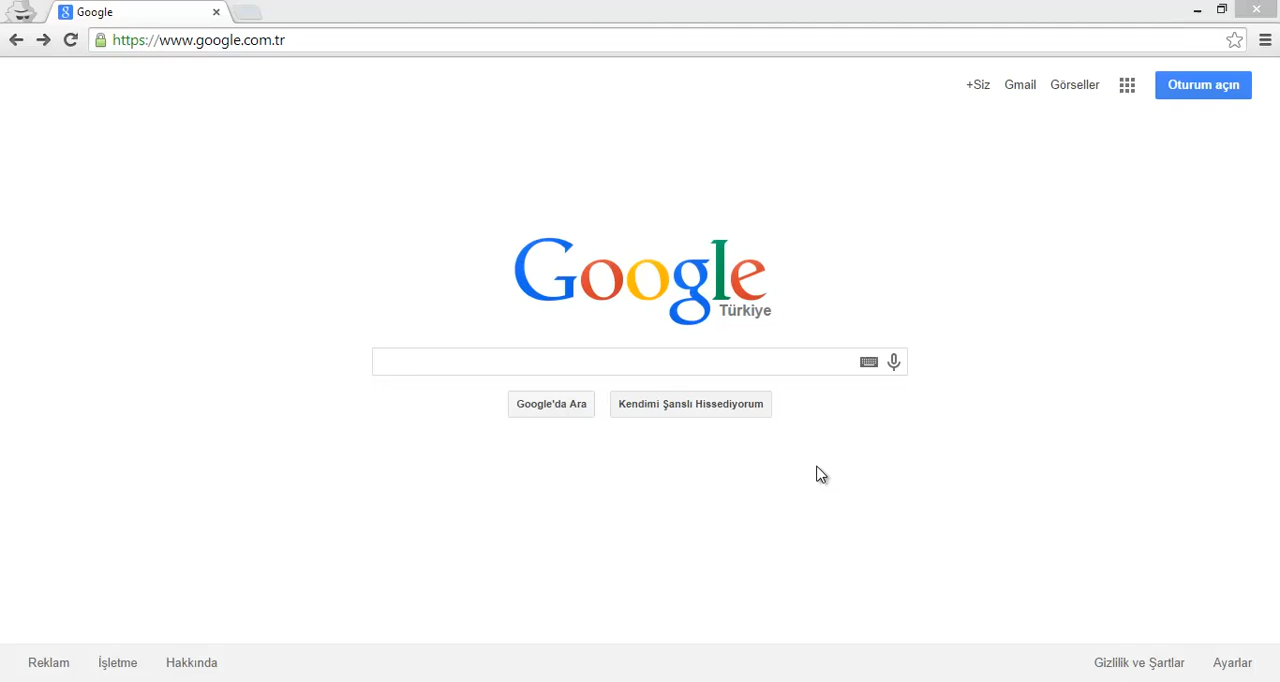 Google
https://www.google.com.tr
+Siz Gmail Görseller Oturum açın
Google
Türkiye
Google'da Ara Kendimi Şanslı Hissediyorum
Reklam İşletme Hakkında Gizlilik ve Şartlar Ayarlar